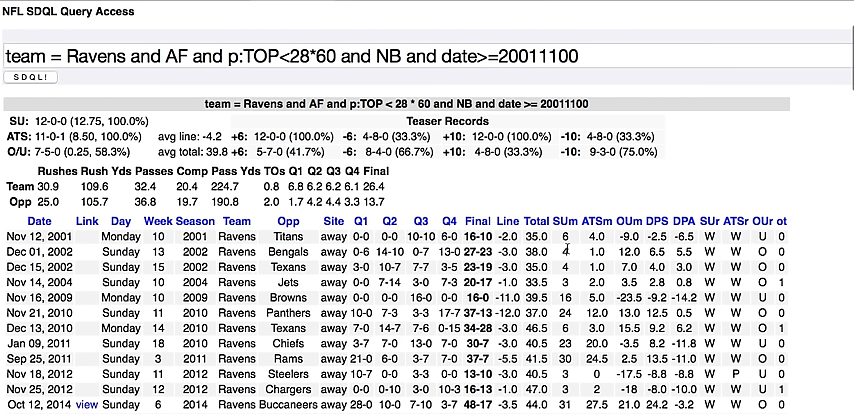 NFL SDQL Query Access
team = Ravens and AF and p:TOP<28*60 and NB and date>=20011100
SDQL!
team = Ravens and AF and p:TOP < 28 * 60 and NB and date >= 20011100
SU: 12-0-0 (12.75, 100.0%) Teaser Records
ATS: 11-0-1 (8.50, 100.0%) avg line: -4.2 +6: 12-0-0 (100.0%) -6: 4-8-0 (33.3%) +10: 12-0-0 (100.0%) -10: 4-8-0 (33.3%)
O/U: 7-5-0 (0.25, 58.3%) avg total: 39.8 +6: 5-7-0 (41.7%) -6: 8-4-0 (66.7%) +10: 4-8-0 (33.3%) -10: 9-3-0 (75.0%)
Rushes Rush Yds Passes Comp Pass Yds TOs Q1 Q2 Q3 Q4 Final
Team 30.9 109.6 32.4 20.4 224.7 0.8 6.8 6.2 6.2 6.1 26.4
Opp 25.0 105.7 36.8 19.7 190.8 2.0 1.7 4.2 4.4 3.3 13.7
Date Link Day Week Season Team Opp Site Q1 Q2 Q3 Q4 Final Line Total SUm ATSm OUm DPS DPA SUr ATSr OUr ot
Nov 12, 2001 Monday 10 2001 Ravens Titans away 0-0 0-0 10-10 6-0 16-10 -2.0 35.0 6 4.0 -9.0 -2.5 -6.5 W W U 0
Dec 01, 2002 Sunday 13 2002 Ravens Bengals away 0-6 14-10 0-7 13-0 27-23 -3.0 38.0 4 1.0 12.0 6.5 5.5 W W O 0
Dec 15, 2002 Sunday 15 2002 Ravens Texans away 3-0 10-7 7-7 3-5 23-19 -3.0 35.0 4 1.0 7.0 4.0 3.0 W W O 0
Nov 14, 2004 Sunday 10 2004 Ravens Jets away 0-0 7-14 3-0 7-3 20-17 -1.0 33.5 3 2.0 3.5 2.8 0.8 W W O 1
Nov 16, 2009 Monday 10 2009 Ravens Browns away 0-0 0-0 16-0 0-0 16-0 -11.0 39.5 16 5.0 -23.5 -9.2 -14.2 W W U 0
Nov 21, 2010 Sunday 11 2010 Ravens Panthers away 10-0 7-3 3-3 17-7 37-13 -12.0 37.0 24 12.0 13.0 12.5 0.5 W W O 0
Dec 13, 2010 Monday 14 2010 Ravens Texans away 7-0 14-7 7-6 0-15 34-28 -3.0 46.5 6 3.0 15.5 9.2 6.2 W W O 1
Jan 09, 2011 Sunday 18 2010 Ravens Chiefs away 3-7 7-0 13-0 7-0 30-7 -3.0 40.5 23 20.0 -3.5 8.2 -11.8 W W U 0
Sep 25, 2011 Sunday 3 2011 Ravens Rams away 21-0 6-0 3-7 7-0 37-7 -5.5 41.5 30 24.5 2.5 13.5 -11.0 W W O 0
Nov 18, 2012 Sunday 11 2012 Ravens Steelers away 10-7 0-0 3-3 0-0 13-10 -3.0 40.5 3 0 -17.5 -8.8 -8.8 W P U 0
Nov 25, 2012 Sunday 12 2012 Ravens Chargers away 0-0 0-10 3-0 10-3 16-13 -1.0 47.0 3 2 -18 -8.0 -10.0 W W U 1
Oct 12, 2014 view Sunday 6 2014 Ravens Buccaneers away 28-0 10-0 7-10 3-7 48-17 -3.5 44.0 31 27.5 21.0 24.2 -3.2 W W O 0